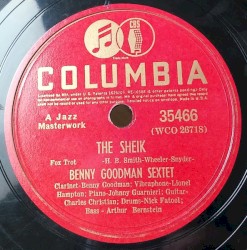 CBS
COLUMBIA
A Jazz
Masterwork
35466
(WCO 26718)
THE SHEIK
Fox Trot
-H. B. Smith-Wheeler-Snyder-
BENNY GOODMAN SEXTET
Clarinet-Benny Goodman; Vibraphone-Lionel
Hampton; Piano-Johnny Guarnieri; Guitar-
Charles Christian; Drums-Nick Fatool;
Bass - Arthur Bernstein